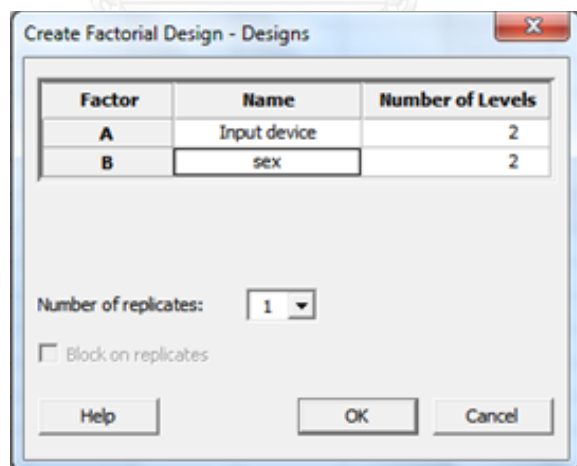 Create Factorial Design - Designs
Factor Name Number of Levels
A Input device 2
B sex 2
Number of replicates: 1
Block on replicates
Help OK Cancel